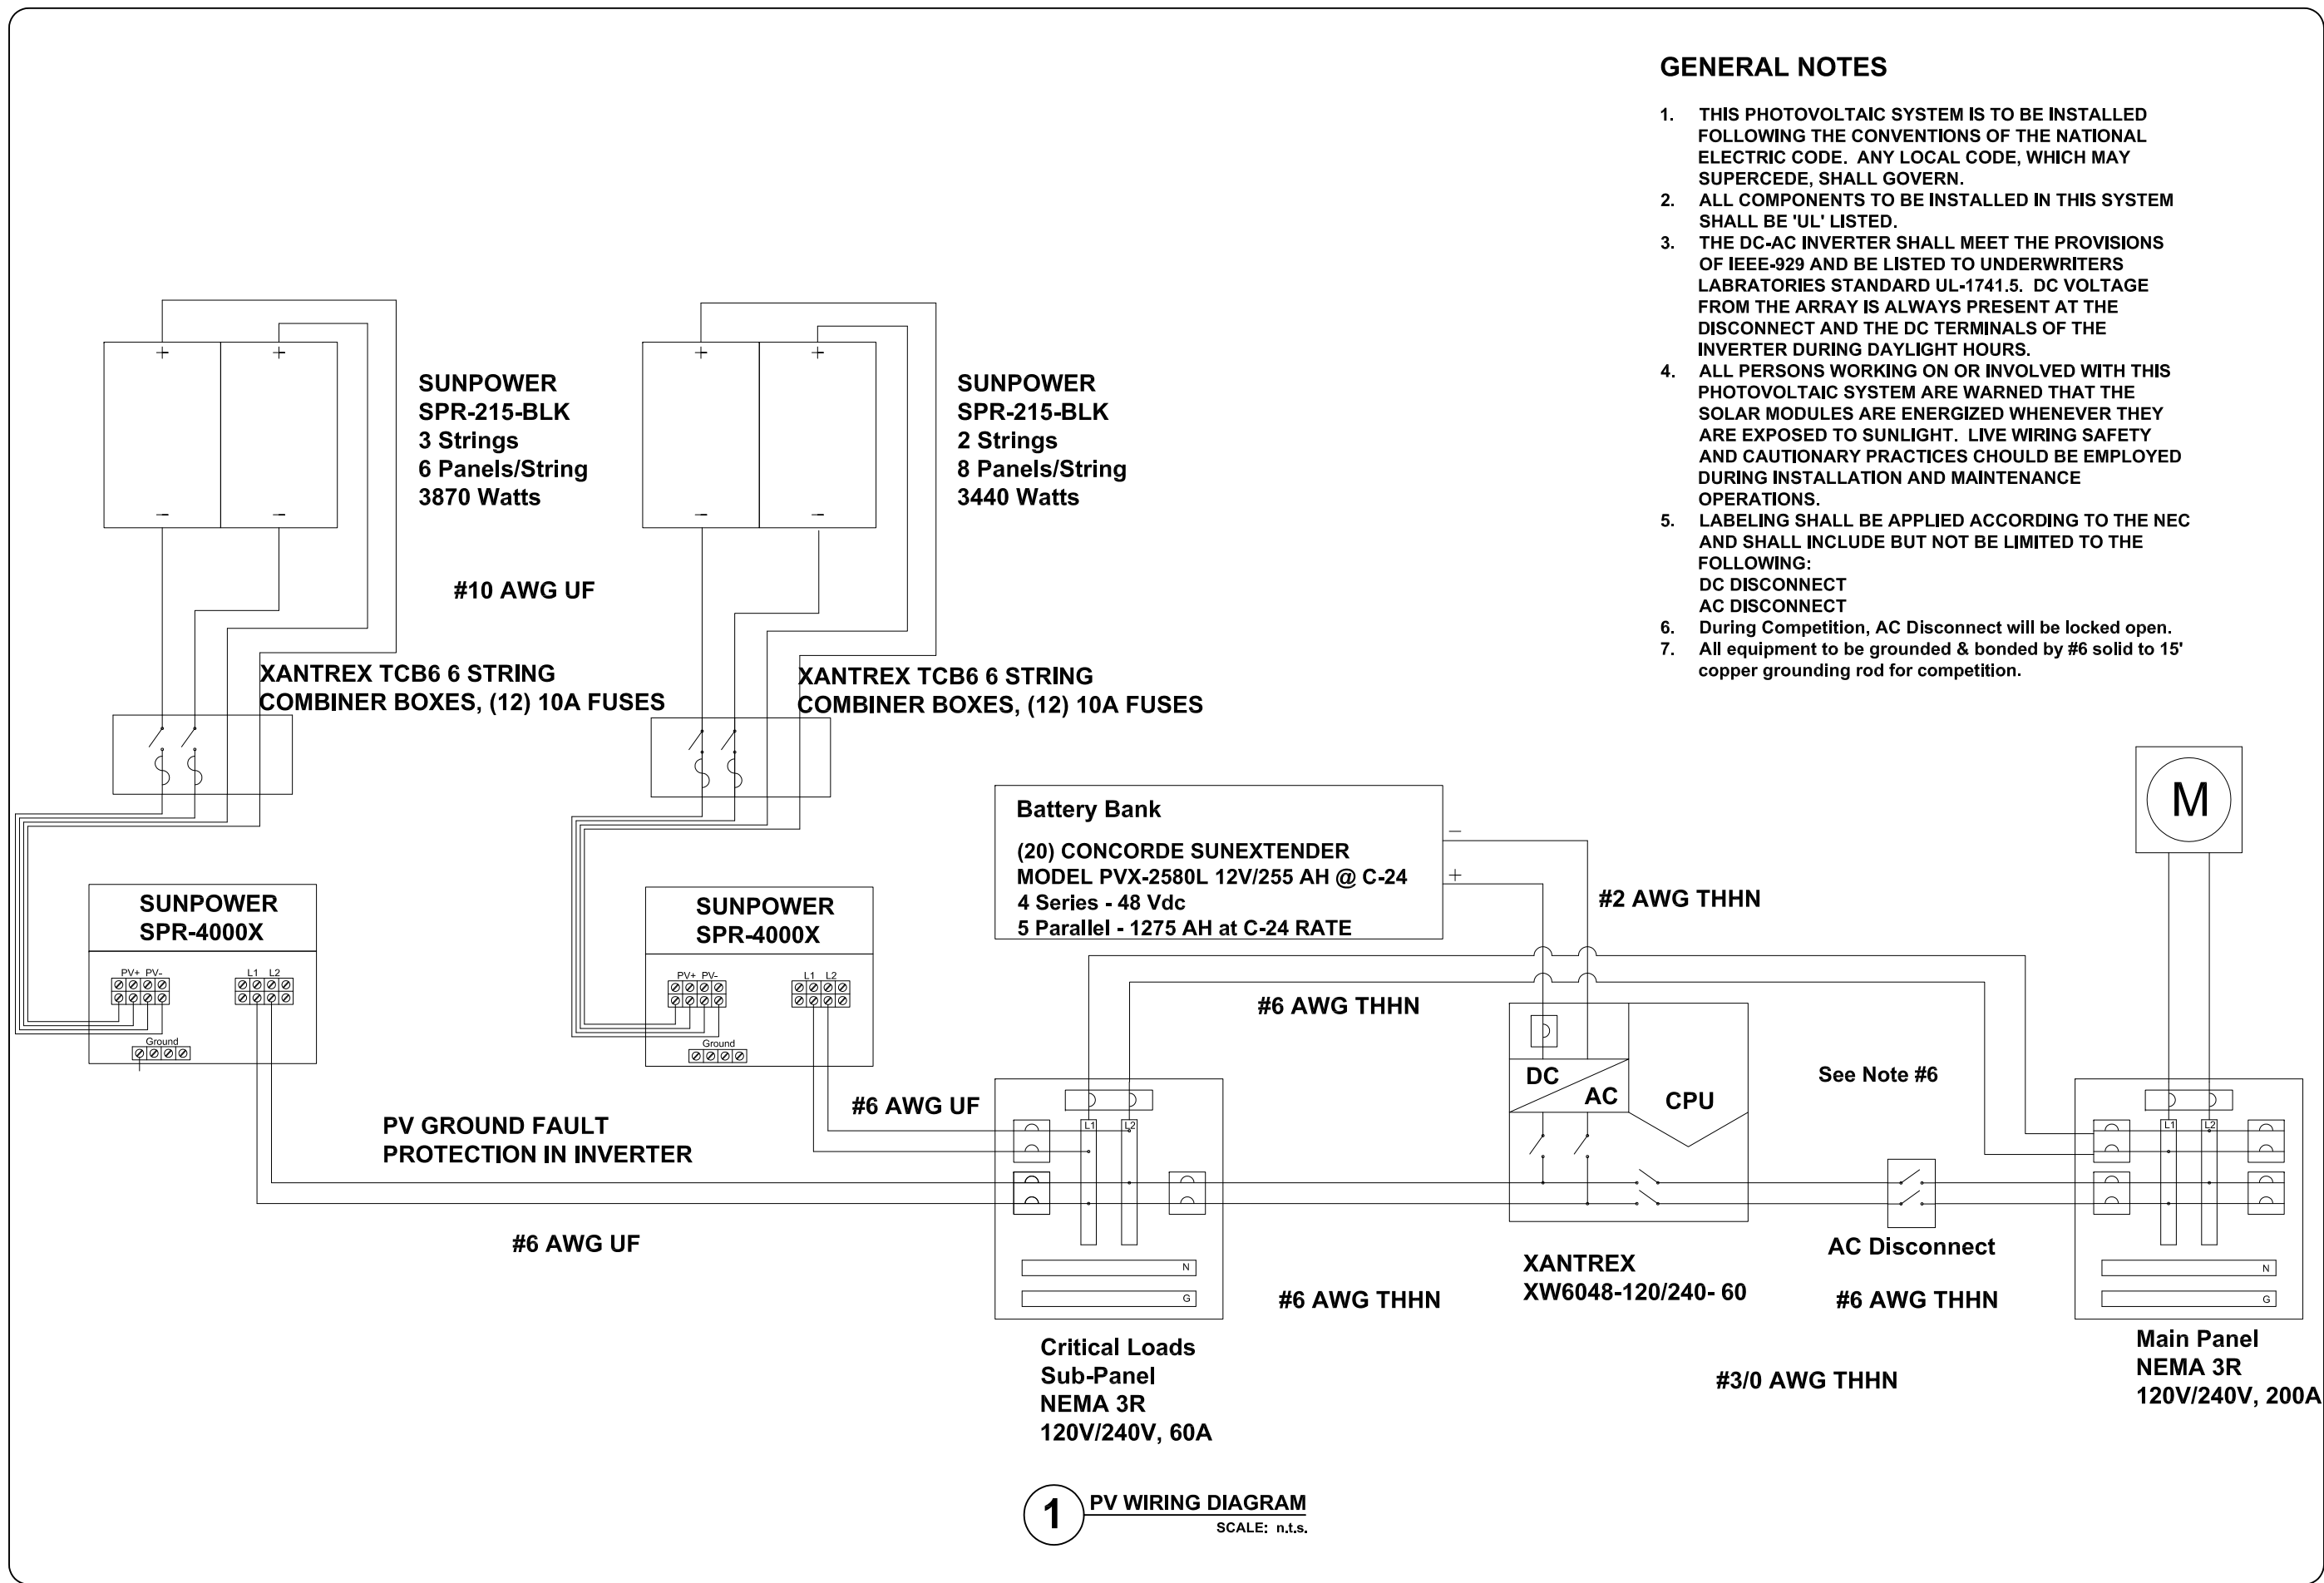 GENERAL NOTES
1. THIS PHOTOVOLTAIC SYSTEM IS TO BE INSTALLED
FOLLOWING THE CONVENTIONS OF THE NATIONAL
ELECTRIC CODE. ANY LOCAL CODE, WHICH MAY
SUPERCEDE, SHALL GOVERN.
2. ALL COMPONENTS TO BE INSTALLED IN THIS SYSTEM
SHALL BE 'UL' LISTED.
3. THE DC-AC INVERTER SHALL MEET THE PROVISIONS
OF IEEE-929 AND BE LISTED TO UNDERWRITERS
LABRATORIES STANDARD UL-1741.5. DC VOLTAGE
FROM THE ARRAY IS ALWAYS PRESENT AT THE
DISCONNECT AND THE DC TERMINALS OF THE
INVERTER DURING DAYLIGHT HOURS.
4. ALL PERSONS WORKING ON OR INVOLVED WITH THIS
PHOTOVOLTAIC SYSTEM ARE WARNED THAT THE
SOLAR MODULES ARE ENERGIZED WHENEVER THEY
ARE EXPOSED TO SUNLIGHT. LIVE WIRING SAFETY
AND CAUTIONARY PRACTICES CHOULD BE EMPLOYED
DURING INSTALLATION AND MAINTENANCE
OPERATIONS.
5. LABELING SHALL BE APPLIED ACCORDING TO THE NEC
AND SHALL INCLUDE BUT NOT BE LIMITED TO THE
FOLLOWING:
DC DISCONNECT
AC DISCONNECT
6. During Competition, AC Disconnect will be locked open.
7. All equipment to be grounded & bonded by #6 solid to 15'
copper grounding rod for competition.
+ +
SUNPOWER
SPR-215-BLK
3 Strings
6 Panels/String
3870 Watts
— —
+ +
SUNPOWER
SPR-215-BLK
2 Strings
8 Panels/String
3440 Watts
— —
#10 AWG UF
XANTREX TCB6 6 STRING
COMBINER BOXES, (12) 10A FUSES
XANTREX TCB6 6 STRING
COMBINER BOXES, (12) 10A FUSES
Battery Bank
(20) CONCORDE SUNEXTENDER
MODEL PVX-2580L 12V/255 AH @ C-24
4 Series - 48 Vdc
5 Parallel - 1275 AH at C-24 RATE
—
+
#2 AWG THHN
M
SUNPOWER
SPR-4000X
PV+ PV-
L1 L2
Ground
SUNPOWER
SPR-4000X
PV+ PV-
L1 L2
Ground
#6 AWG THHN
DC
AC
CPU
See Note #6
#6 AWG UF
PV GROUND FAULT
PROTECTION IN INVERTER
#6 AWG UF
L1 L2
N
G
L1 L2
N
G
AC Disconnect
XANTREX
XW6048-120/240- 60
#6 AWG THHN
#6 AWG THHN
Critical Loads
Sub-Panel
NEMA 3R
120V/240V, 60A
#3/0 AWG THHN
Main Panel
NEMA 3R
120V/240V, 200A
1
PV WIRING DIAGRAM
SCALE: n.t.s.